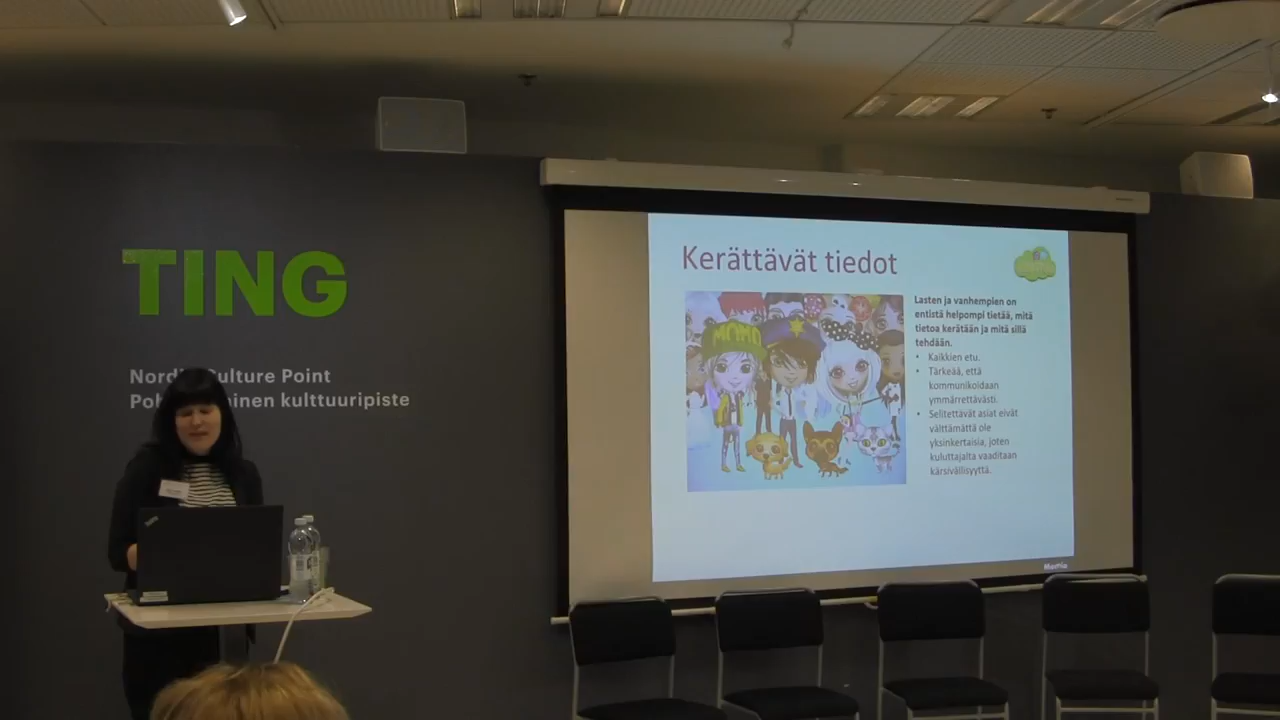 TING
Nordic Culture Point
Pohjoismainen kulttuuripiste
Kerättävät tiedot
MOMO
Lasten ja vanhempien on
entistä helpompi tietää, mitä
tietoa kerätään ja mitä sillä
tehdään.
• Kaikkien etu.
• Tärkeää, että
kommunikoidaan
ymmärrettävästi.
• Selitettävät asiat eivät
välttämättä ole
yksinkertaisia, joten
kuluttajalta vaaditaan
kärsivällisyyttä.